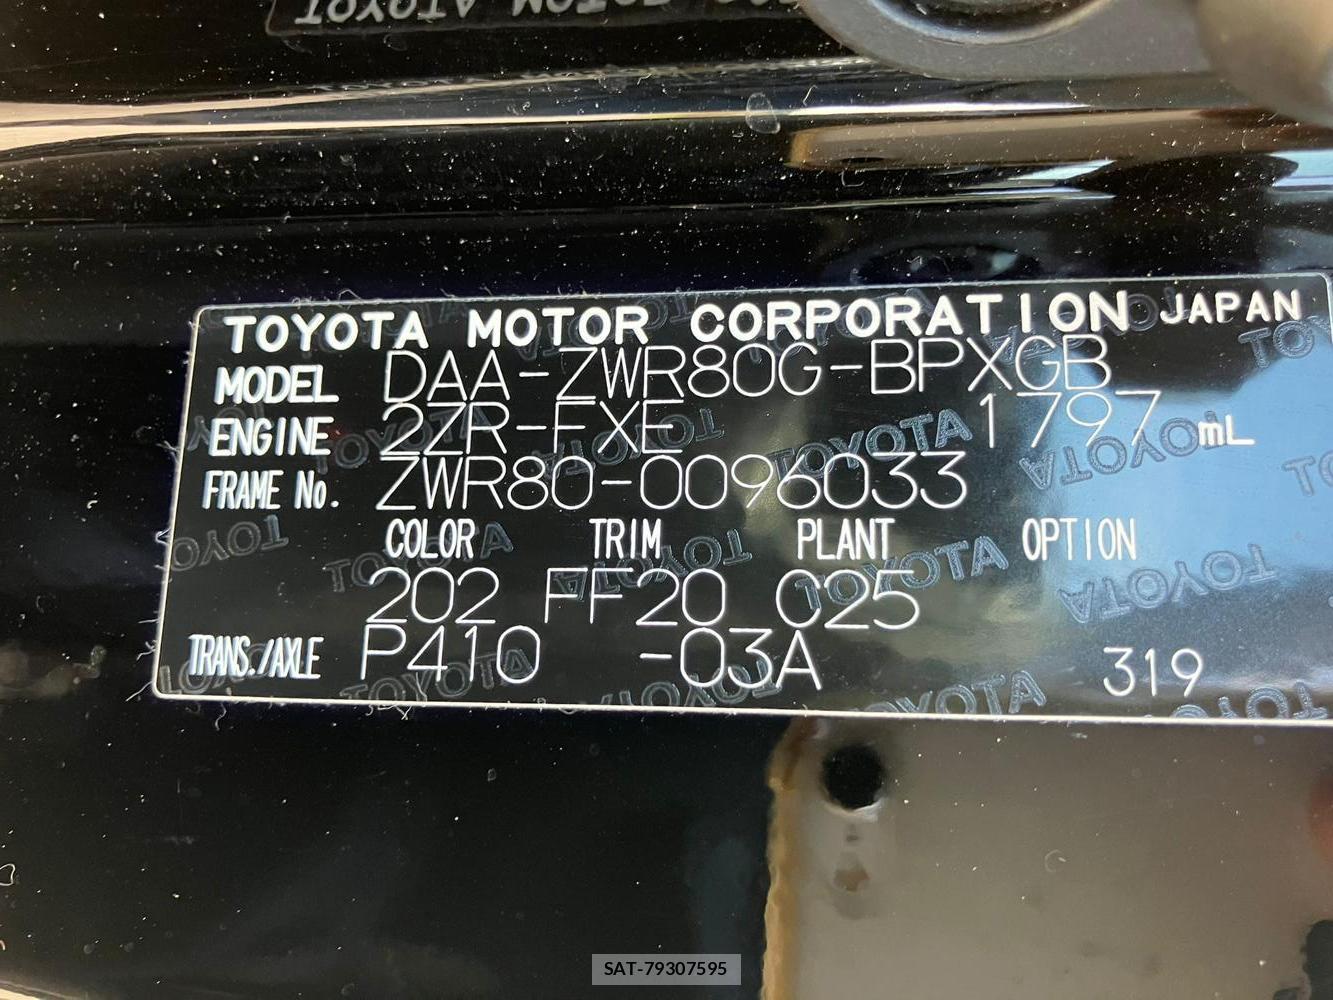 TOYOTA MOTOR CORPORATION JAPAN
MODEL DAA-ZWR80G-BPXGB
ENGINE 2ZR-FXE 1797 mL
FRAME No. ZWR80-0096033
COLOR TRIM PLANT OPTION
202 FF20 C25
TRANS./AXLE P410 -03A 319
SAT-79307595